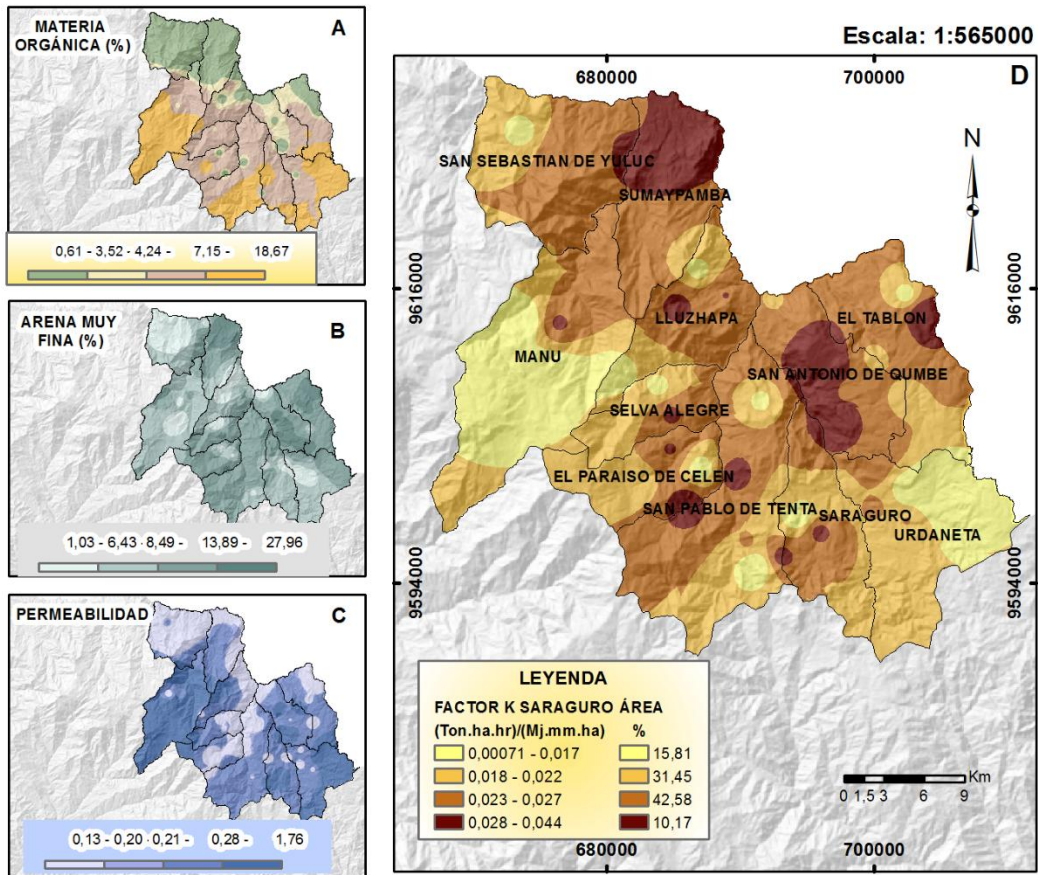 MATERIA
ORGÁNICA (%)
A
0,61 - 3,52 - 4,24 - 7,15 - 18,67
ARENA MUY
FINA (%)
B
1,03 - 6,43 - 8,49 - 13,89 - 27,96
PERMEABILIDAD
C
0,13 - 0,20 - 0,21 - 0,28 - 1,76
Escala: 1:565000
680000 700000
D
N
SAN SEBASTIAN DE YULUC
SUMAYPAMBA
9616000 9616000
LLUZHAPA
EL TABLON
MANU
SAN ANTONIO DE QUMBE
SELVA ALEGRE
EL PARAISO DE CELEN
SAN PABLO DE TENTA
SARAGURO
URDANETA
9594000 9594000
LEYENDA
FACTOR K SARAGURO ÁREA
(Ton.ha.hr)/(Mj.mm.ha) %
0,00071 - 0,017 15,81
0,018 - 0,022 31,45
0,023 - 0,027 42,58
0,028 - 0,044 10,17
Km
0 1,5 3 6 9
680000 700000